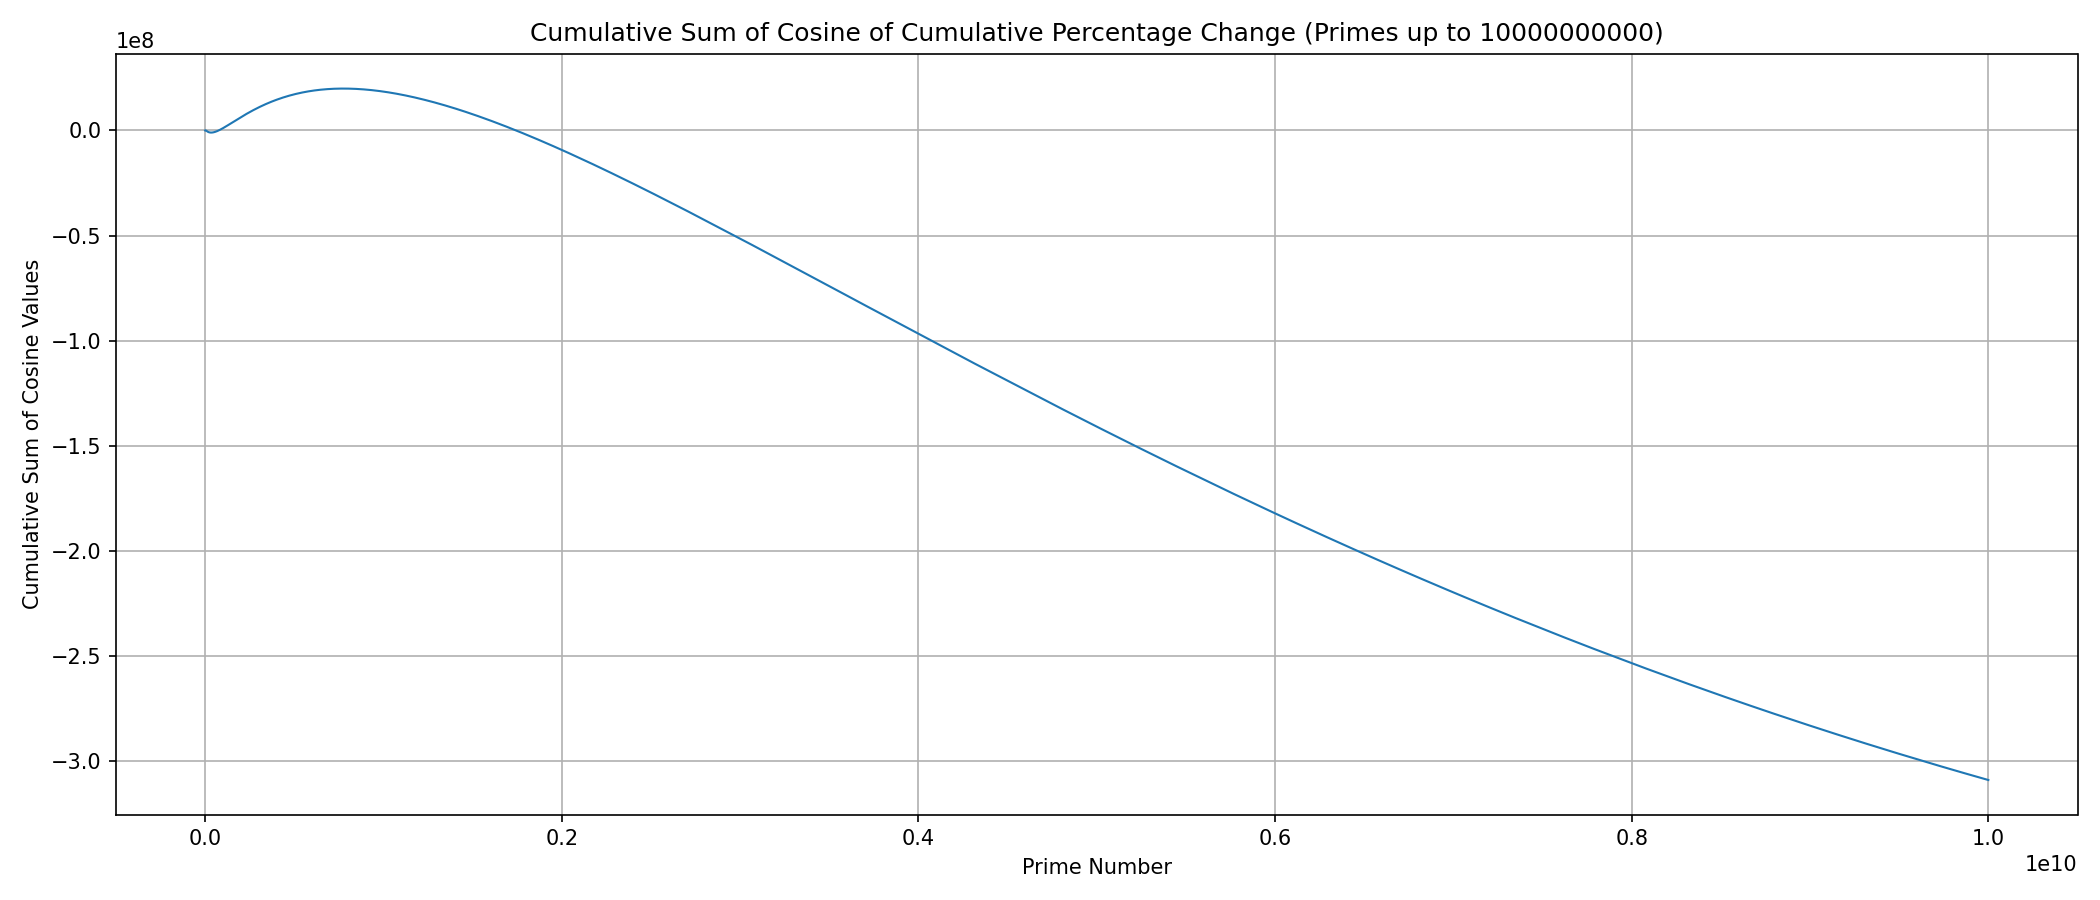 Cumulative Sum of Cosine of Cumulative Percentage Change (Primes up to 10000000000)
1e8
0.0
−0.5
−1.0
−1.5
−2.0
−2.5
−3.0
Cumulative Sum of Cosine Values
0.0 0.2 0.4 0.6 0.8 1.0
1e10
Prime Number